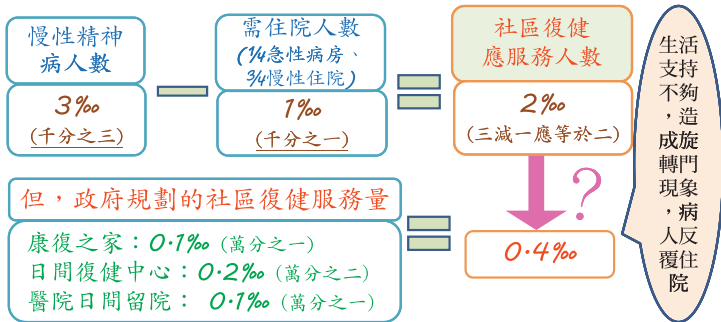 慢性精神
病人數
3‰
(千分之三)
需住院人數
(¼急性病房、
¾慢性住院)
1‰
(千分之一)
社區復健
應服務人數
2‰
(三減一應等於二)
但，政府規劃的社區復健服務量
康復之家：0.1‰ (萬分之一)
日間復健中心：0.2‰ (萬分之二)
醫院日間留院： 0.1‰ (萬分之一)
?
0.4‰
生活
支持
不夠
，造
成旋
轉門
現象
，病
人反
覆住
院